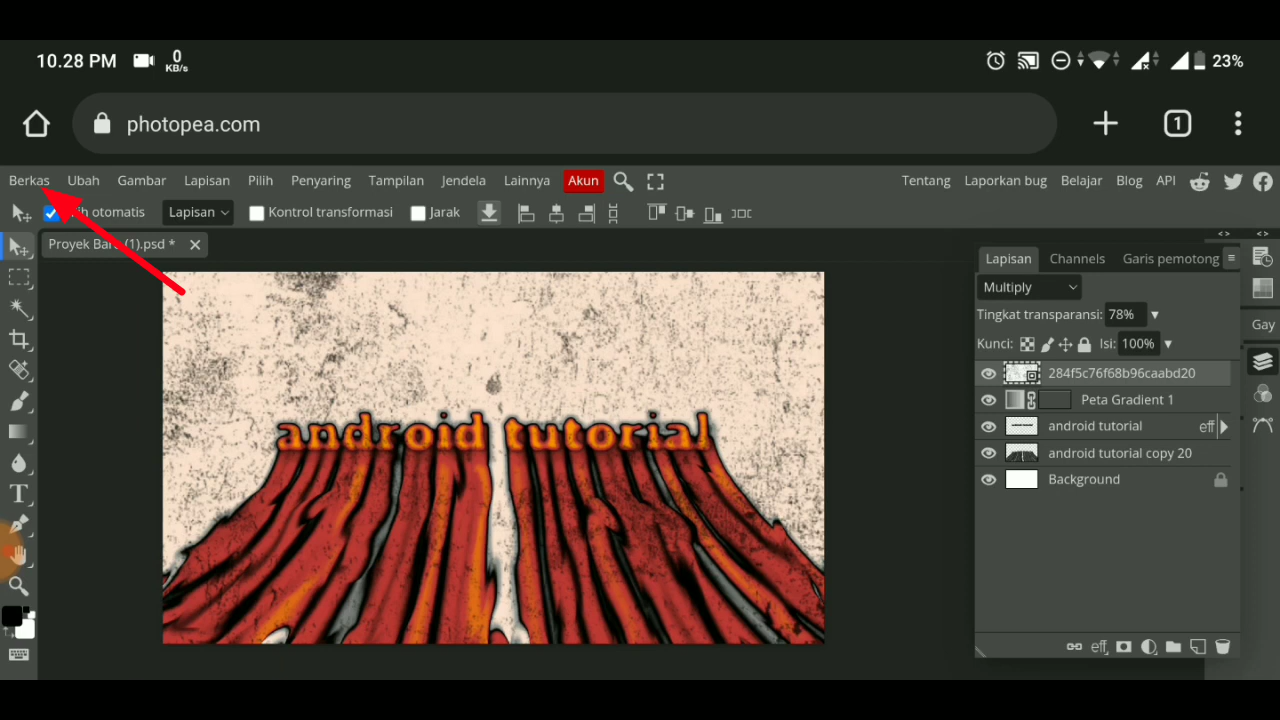 10.28 PM 0 KB/s 23%
photopea.com 1
Berkas Ubah Gambar Lapisan Pilih Penyaring Tampilan Jendela Lainnya Akun Tentang Laporkan bug Belajar Blog API
otomatis Lapisan Kontrol transformasi Jarak
Proyek (1).psd *
Lapisan Channels Garis pemotong
Multiply
Tingkat transparansi: 78%
Gay
Kunci: Isi: 100%
284f5c76f68b96caabd20
Peta Gradient 1
android tutorial eff
android tutorial copy 20
Background
android tutorial
eff